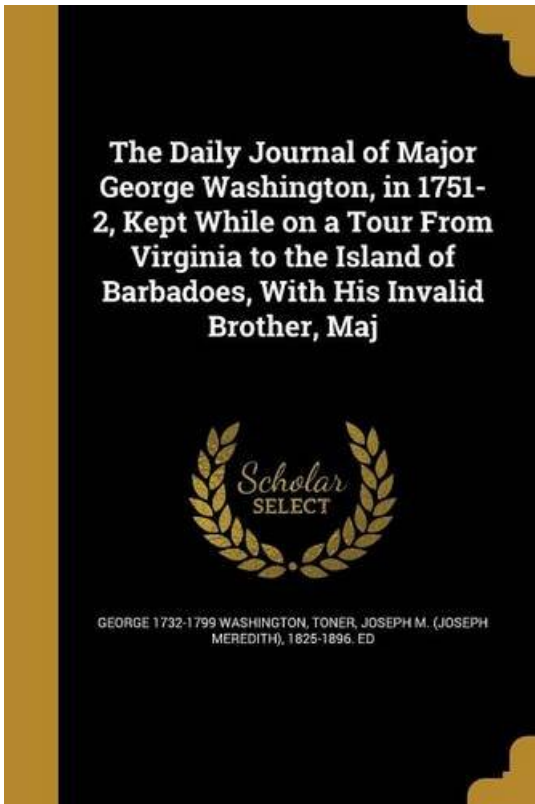 The Daily Journal of Major
George Washington, in 1751-
2, Kept While on a Tour From
Virginia to the Island of
Barbadoes, With His Invalid
Brother, Maj
Scholar
SELECT
GEORGE 1732-1799 WASHINGTON, TONER, JOSEPH M. (JOSEPH
MEREDITH), 1825-1896. ED